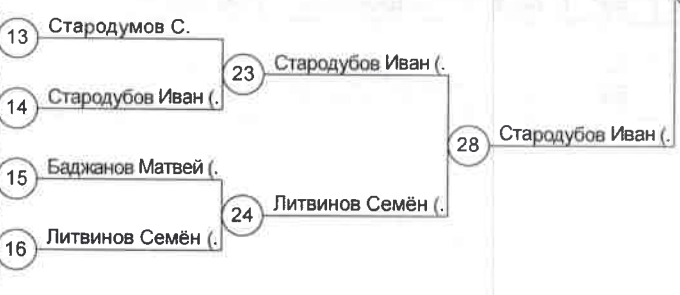 13 Стародумов С.
23 Стародубов Иван (.
14 Стародубов Иван (.
28 Стародубов Иван (.
15 Баджанов Матвей (.
24 Литвинов Семён (.
16 Литвинов Семён (.